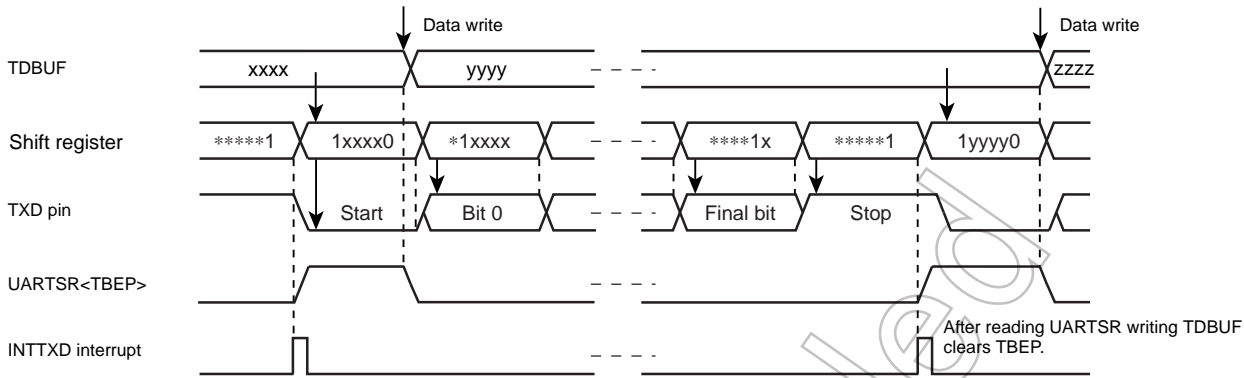 Data write
Data write
TDBUF
xxxx
yyyy
zzzz
Shift register
*****1
1xxxx0
*1xxxx
****1x
*****1
1yyyy0
TXD pin
Start
Bit 0
Final bit
Stop
UARTSR<TBEP>
After reading UARTSR writing TDBUF
clears TBEP.
INTTXD interrupt